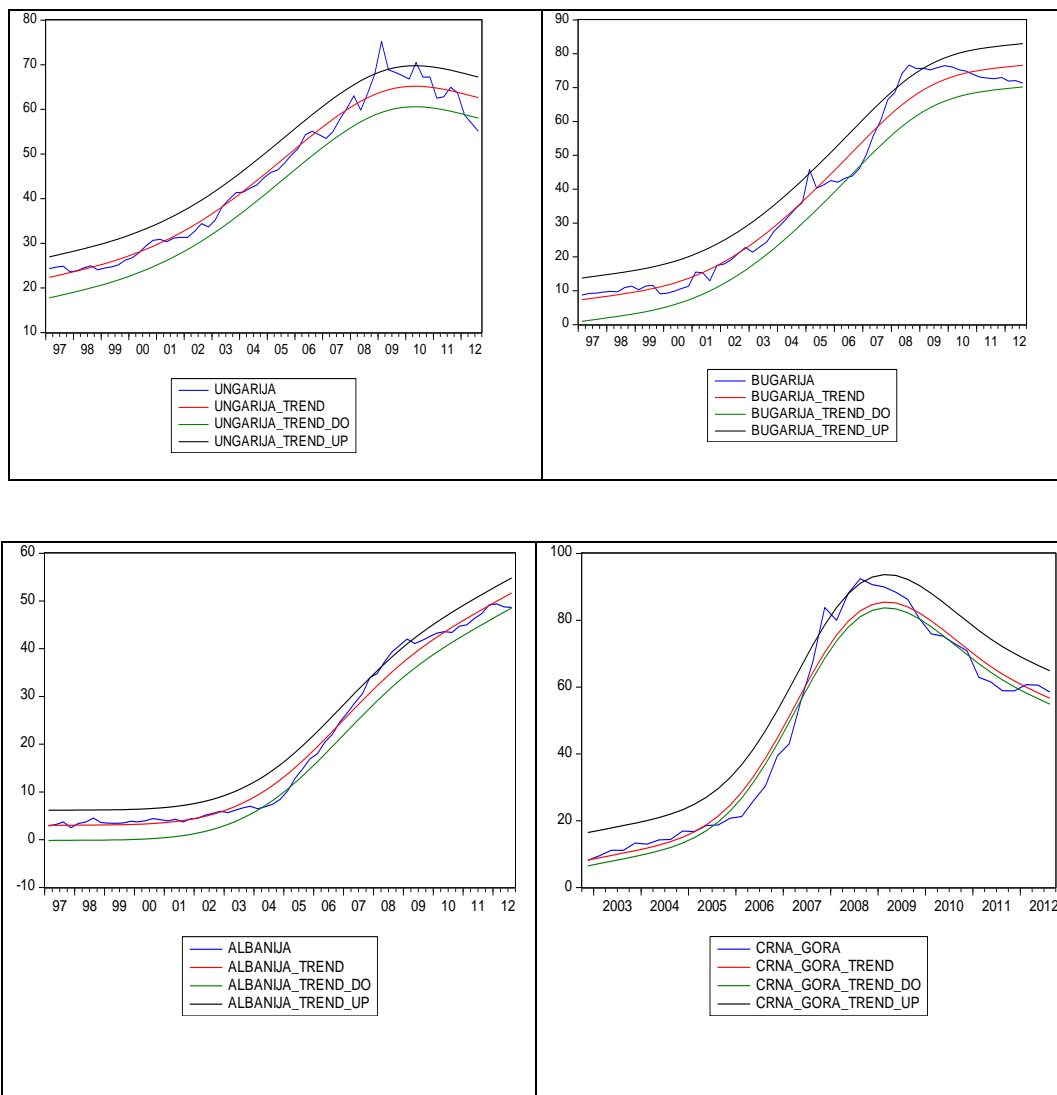 80
70
60
50
40
30
20
10
97 98 99 00 01 02 03 04 05 06 07 08 09 10 11 12
UNGARIJA
UNGARIJA_TREND
UNGARIJA_TREND_DO
UNGARIJA_TREND_UP
90
80
70
60
50
40
30
20
10
0
97 98 99 00 01 02 03 04 05 06 07 08 09 10 11 12
BUGARIJA
BUGARIJA_TREND
BUGARIJA_TREND_DO
BUGARIJA_TREND_UP
60
50
40
30
20
10
0
-10
97 98 99 00 01 02 03 04 05 06 07 08 09 10 11 12
ALBANIJA
ALBANIJA_TREND
ALBANIJA_TREND_DO
ALBANIJA_TREND_UP
100
80
60
40
20
0
2003 2004 2005 2006 2007 2008 2009 2010 2011 2012
CRNA_GORA
CRNA_GORA_TREND
CRNA_GORA_TREND_DO
CRNA_GORA_TREND_UP